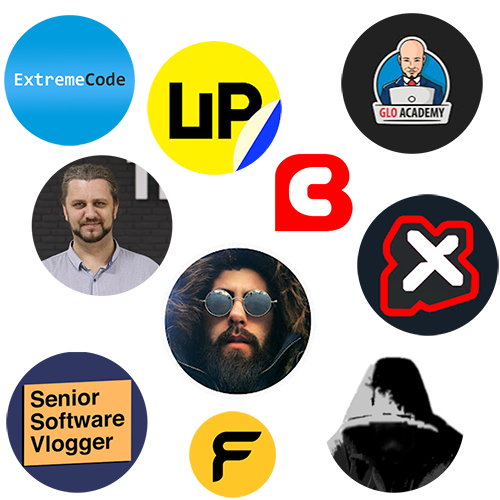 ExtremeCode
UP
GLO ACADEMY
B
X
Senior
Software
Vlogger
F